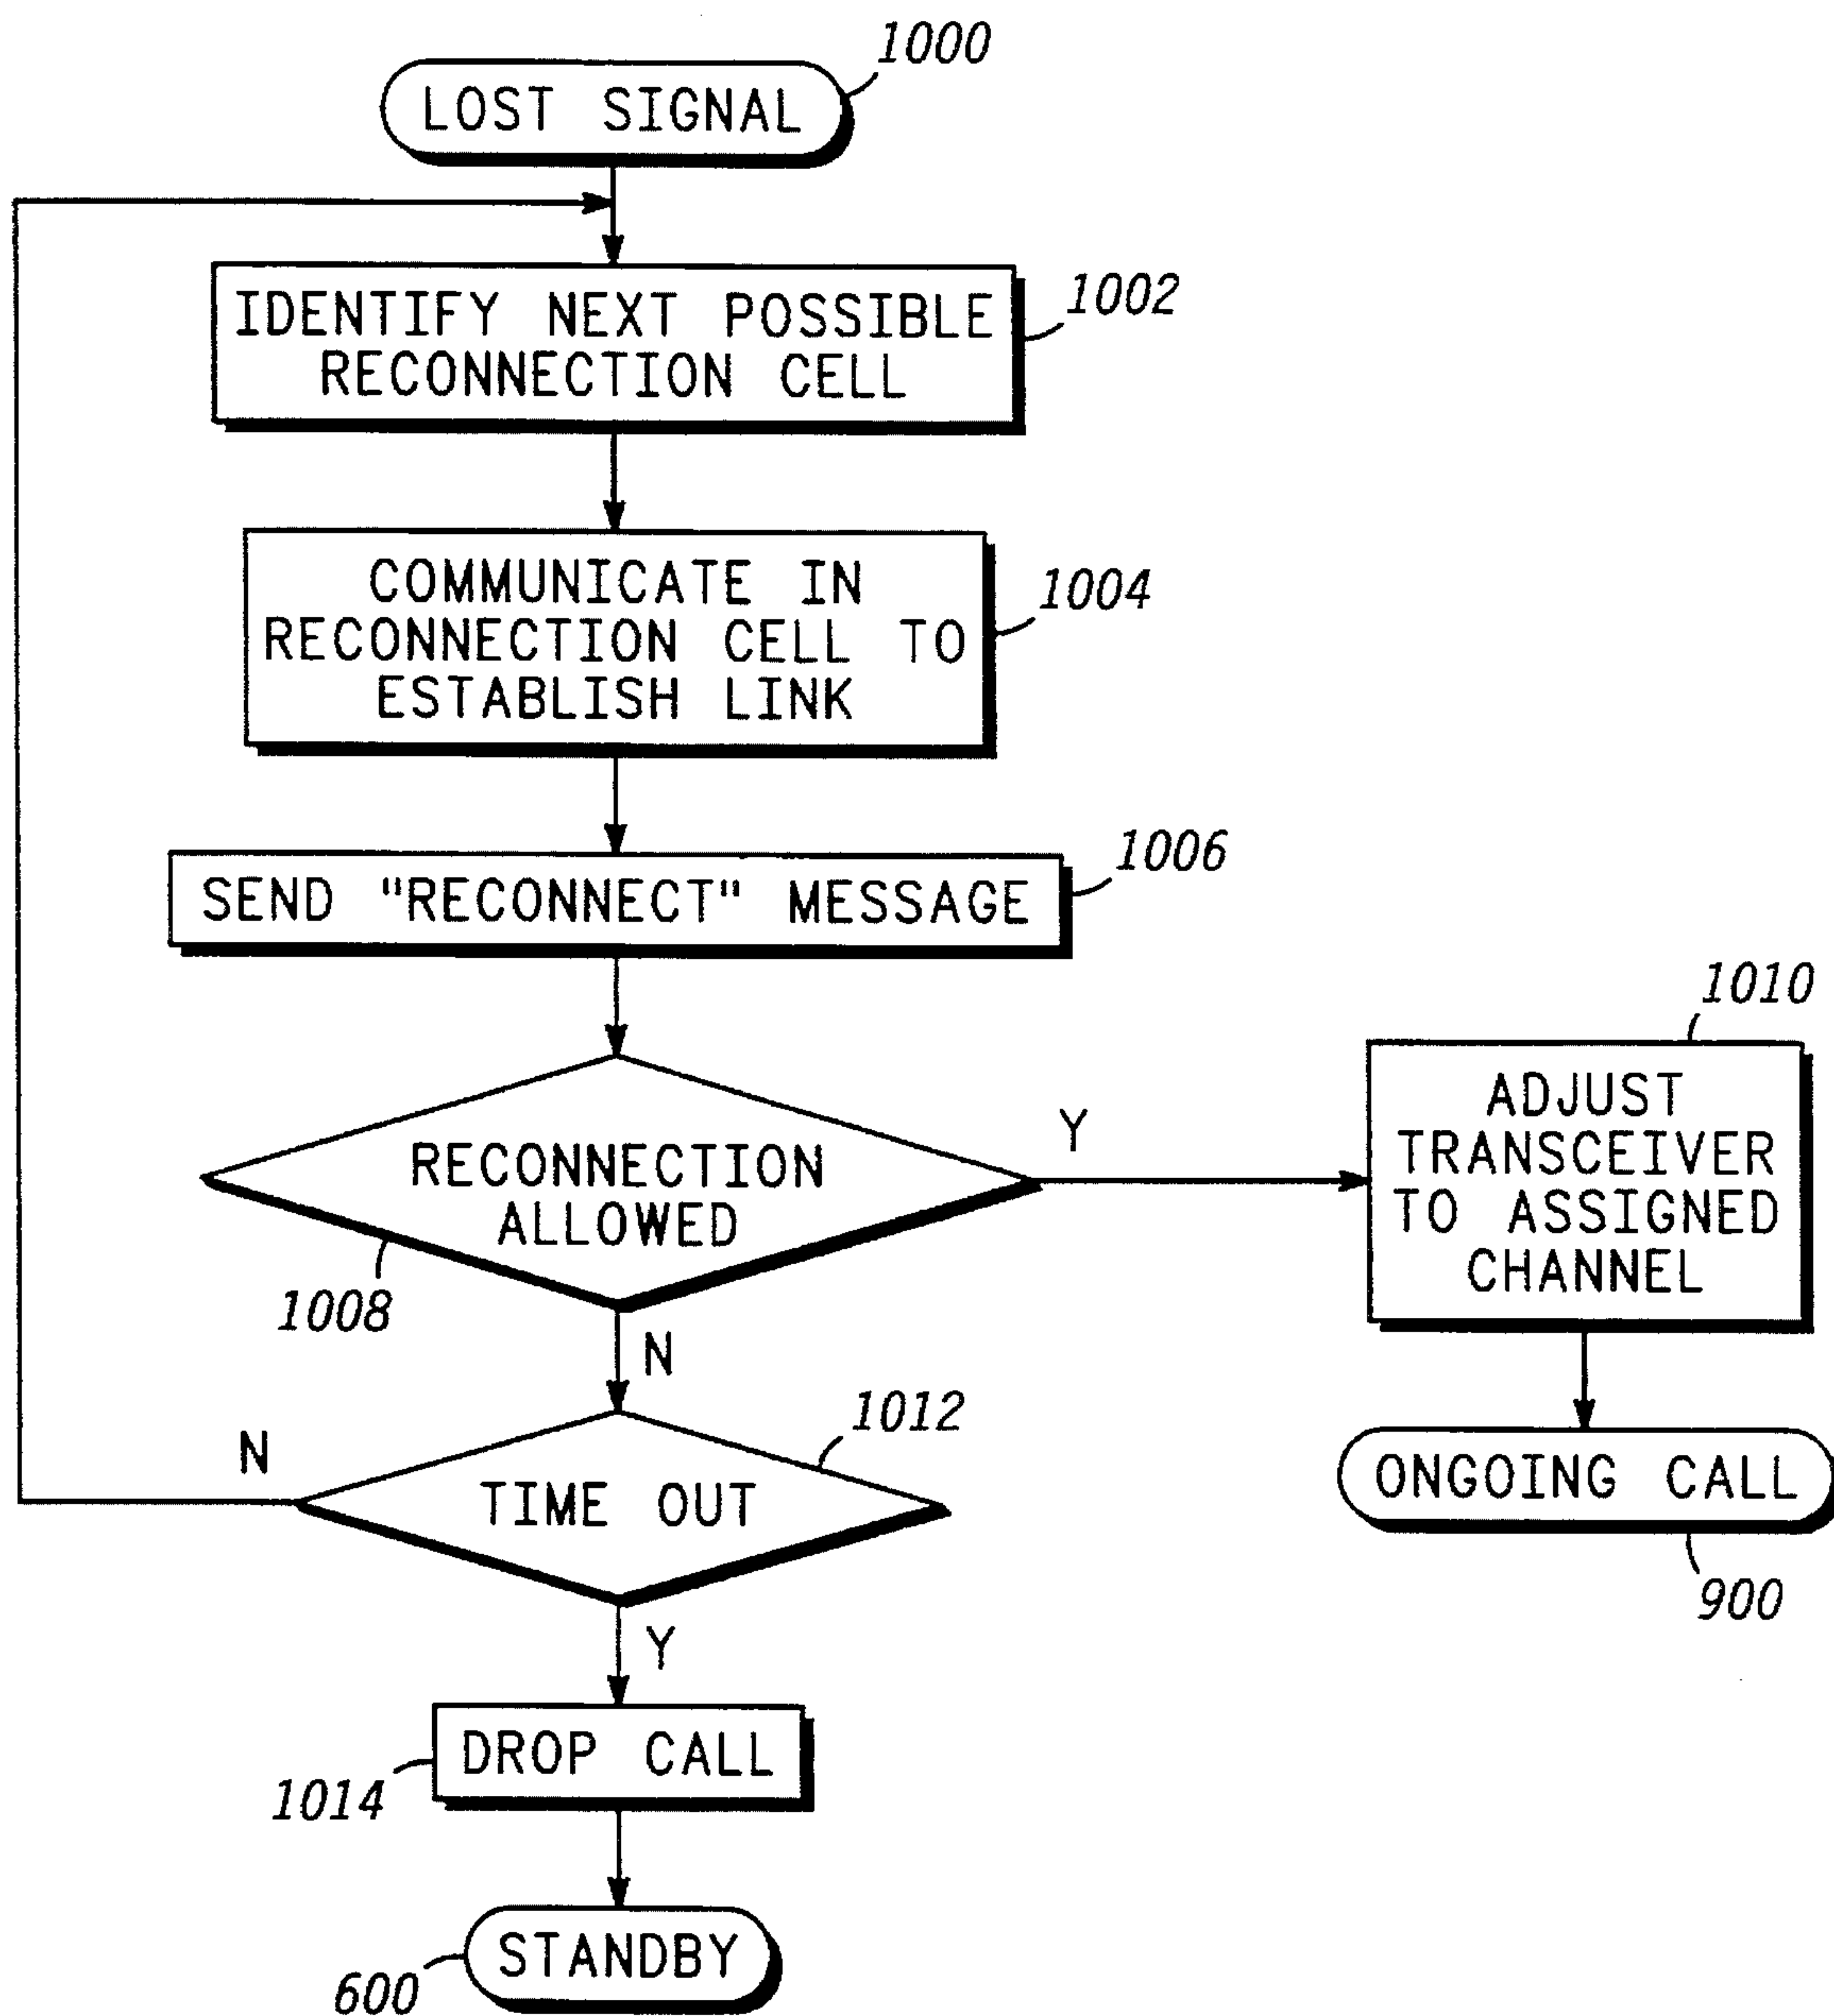 1000
LOST SIGNAL
IDENTIFY NEXT POSSIBLE
RECONNECTION CELL
1002
COMMUNICATE IN
RECONNECTION CELL TO
ESTABLISH LINK
1004
SEND "RECONNECT" MESSAGE
1006
RECONNECTION
ALLOWED
1008
Y
1010
ADJUST
TRANSCEIVER
TO ASSIGNED
CHANNEL
ONGOING CALL
900
N
1012
TIME OUT
N
Y
DROP CALL
1014
STANDBY
600